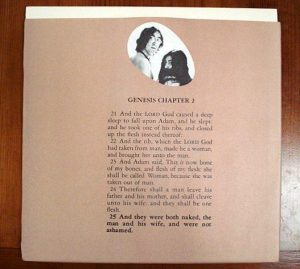 GENESIS CHAPTER 2
21 And the LORD God caused a deep
sleep to fall upon Adam, and he slept:
and he took one of his ribs, and closed
up the flesh instead thereof:
22 And the rib, which the LORD God
had taken from man, made he a woman,
and brought her unto the man.
23 And Adam said, This is now bone
of my bones, and flesh of my flesh: she
shall be called Woman, because she was
taken out of man.
24 Therefore shall a man leave his
father and his mother, and shall cleave
unto his wife: and they shall be one
flesh.
25 And they were both naked, the
man and his wife, and were not
ashamed.